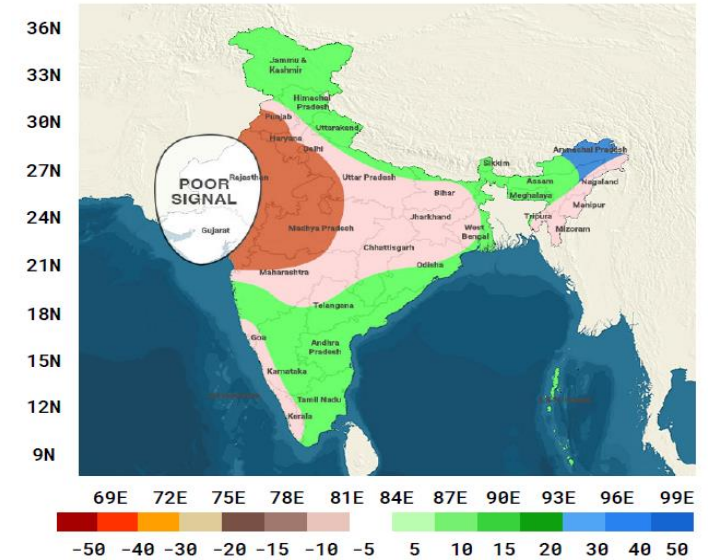 36N
Jammu &
Kashmir
33N
Himachal
Pradesh
30N
Punjab
Uttarakand
Haryana
Delhi
Arunachal Pradesh
27N
POOR
SIGNAL
Rajasthan
Uttar Pradesh
Sikkim
Assam
Nagaland
Bihar
Meghalaya
Manipur
24N
Gujarat
Madhya Pradesh
Jharkhand
West
Bengal
Tripura
Mizoram
Chhattisgarh
21N
Maharashtra
Odisha
18N
Telangana
Goa
Andhra
Pradesh
15N
Karnataka
12N
Tamil Nadu
Kerala
9N
69E 72E 75E 78E 81E 84E 87E 90E 93E 96E 99E
-50 -40 -30 -20 -15 -10 -5 5 10 15 20 30 40 50